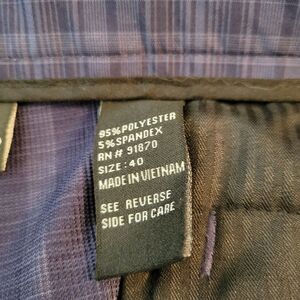 95% POLYESTER
5% SPANDEX
RN # 91870
SIZE : 40
MADE IN VIETNAM
SEE REVERSE
SIDE FOR CARE